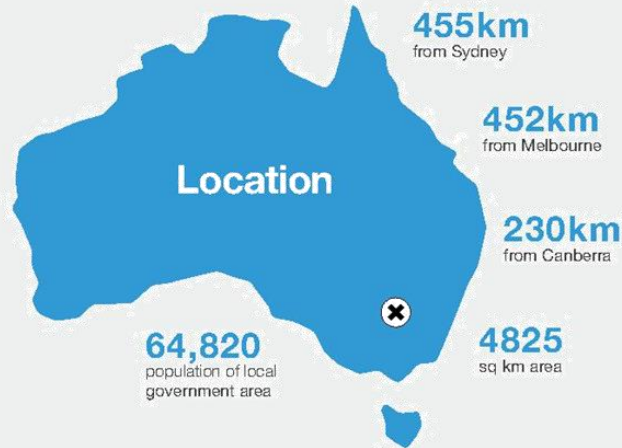 455km
from Sydney
452km
from Melbourne
Location
230km
from Canberra
64,820
population of local
government area
4825
sq km area